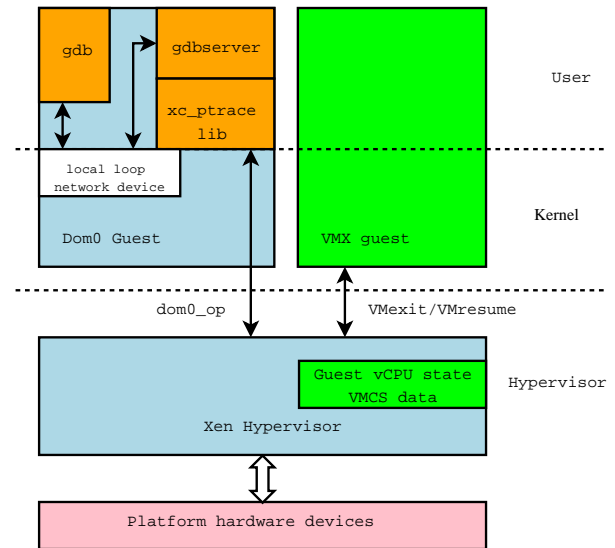 gdb
gdbserver
User
xc_ptrace
lib
local loop
network device
Kernel
Dom0 Guest
VMX guest
dom0_op
VMexit/VMresume
Guest vCPU state
VMCS data
Hypervisor
Xen Hypervisor
Platform hardware devices